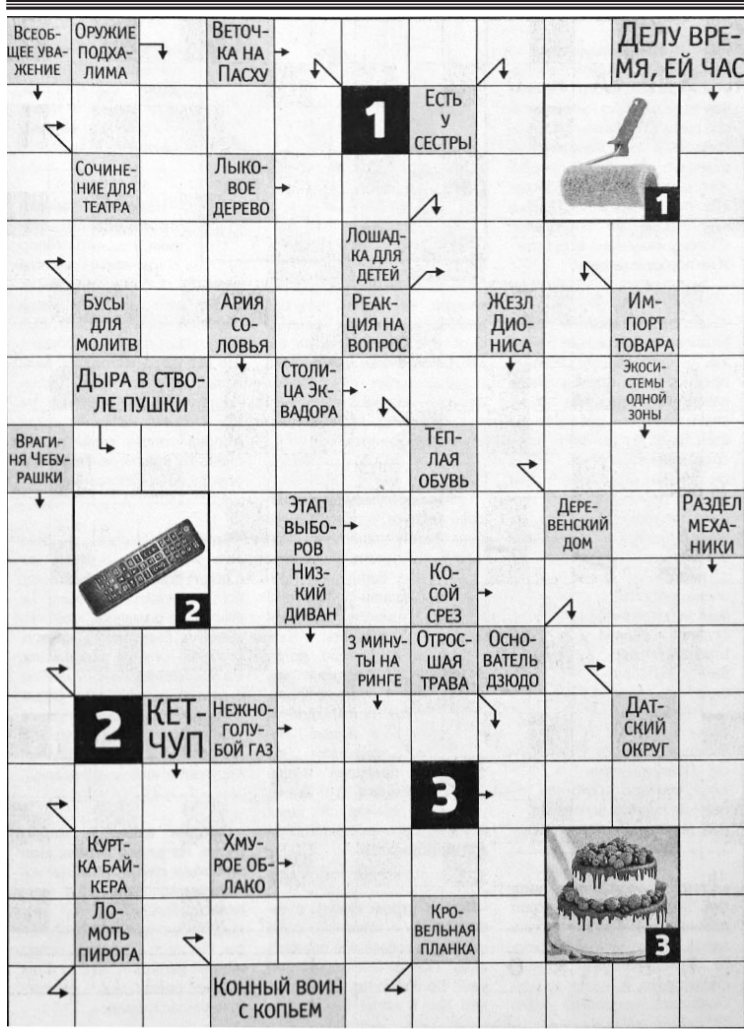 Всеоб-
щее ува-
жение
Оружие
подха-
лима
Веточ-
ка на
Пасху
Делу вре-
мя, ей час
1
Есть
у
сестры
1
Сочине-
ние для
театра
Лыко-
вое
дерево
Лошад-
ка для
детей
Бусы
для
молитв
Ария
со-
ловья
Реак-
ция на
вопрос
Жезл
Дио-
ниса
Им-
порт
товара
Дыра в ство-
ле пушки
Столи-
ца Эк-
вадора
Экоси-
стемы
одной
зоны
Враги-
ня Чебу-
рашки
Теп-
лая
обувь
Этап
выбо-
ров
Дере-
венский
дом
Раздел
меха-
ники
2
Низ-
кий
диван
Ко-
сой
срез
3 мину-
ты на
ринге
Отрос-
шая
трава
Осно-
ватель
дзюдо
2
Кет-
чуп
Нежно-
голу-
бой газ
Дат-
ский
округ
3
Курт-
ка бай-
кера
Хму-
рое об-
лако
Ло-
моть
пирога
Кро-
вельная
планка
3
Конный воин
с копьем